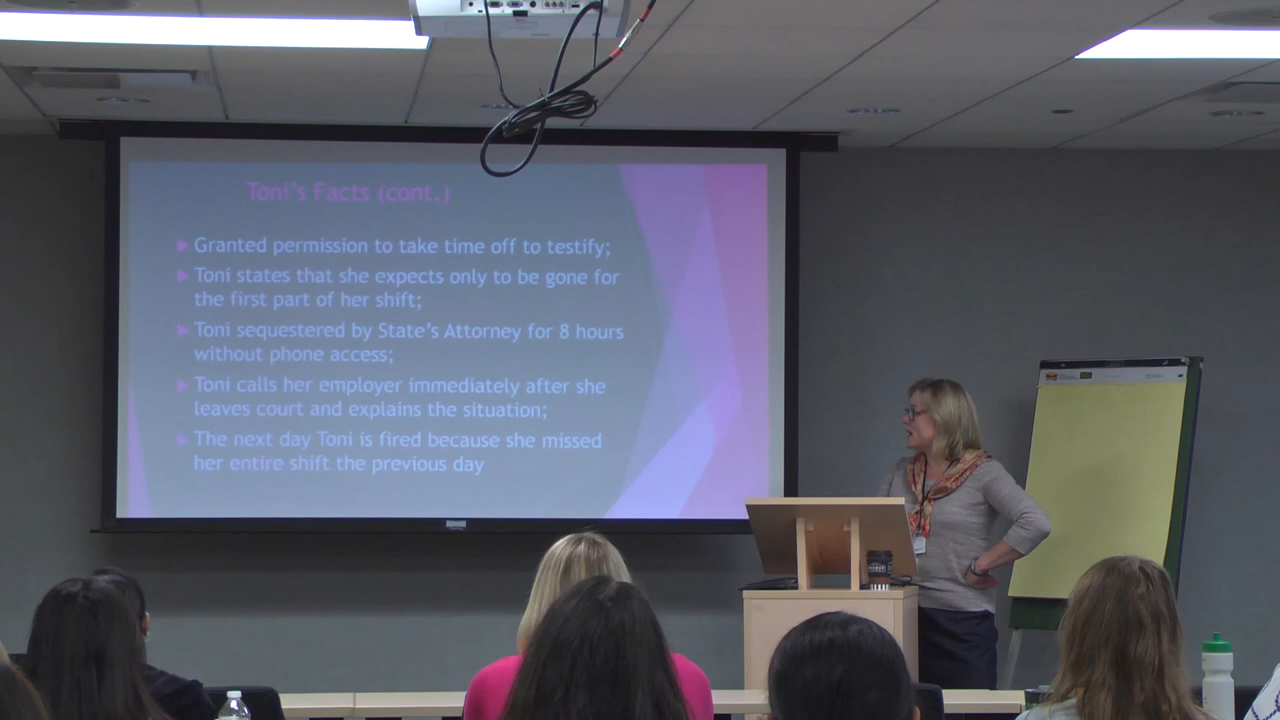 Toni's Facts (cont.)
Granted permission to take time off to testify;
Toni states that she expects only to be gone for
the first part of her shift;
Toni sequestered by State's Attorney for 8 hours
without phone access;
Toni calls her employer immediately after she
leaves court and explains the situation;
The next day Toni is fired because she missed
her entire shift the previous day